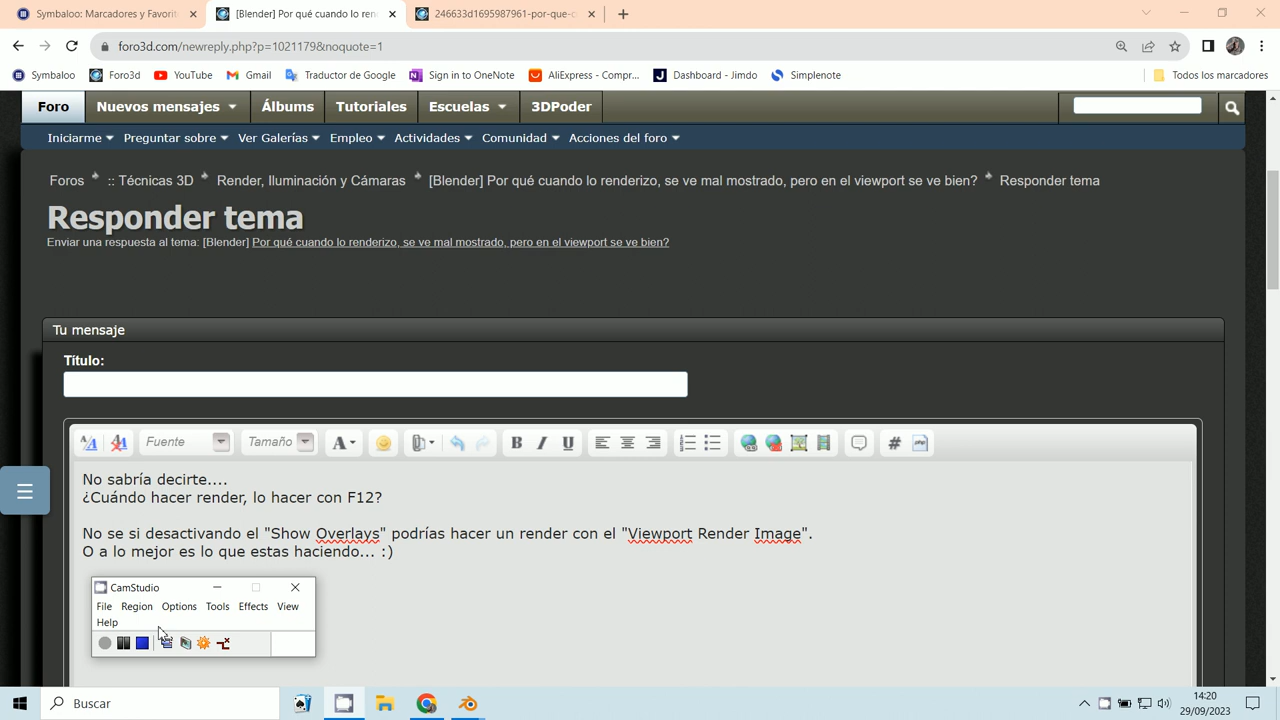 Symbaloo: Marcadores y Favorit
[Blender] Por qué cuando lo ren
246633d1695987961-por-que-c
foro3d.com/newreply.php?p=1021179&noquote=1
Symbaloo
Foro3d
YouTube
Gmail
Traductor de Google
Sign in to OneNote
AliExpress - Compr...
Dashboard - Jimdo
Simplenote
Todos los marcadores
Foro
Nuevos mensajes
Álbums
Tutoriales
Escuelas
3DPoder
Iniciarme
Preguntar sobre
Ver Galerías
Empleo
Actividades
Comunidad
Acciones del foro
Foros
:: Técnicas 3D
Render, Iluminación y Cámaras
[Blender] Por qué cuando lo renderizo, se ve mal mostrado, pero en el viewport se ve bien?
Responder tema
Responder tema
Enviar una respuesta al tema: [Blender] Por qué cuando lo renderizo, se ve mal mostrado, pero en el viewport se ve bien?
Tu mensaje
Título:
Fuente
Tamaño
No sabría decirte....
¿Cuándo hacer render, lo hacer con F12?
No se si desactivando el "Show Overlays" podrías hacer un render con el "Viewport Render Image".
O a lo mejor es lo que estas haciendo... :)
CamStudio
File Region Options Tools Effects View
Help
Buscar
14:20
29/09/2023